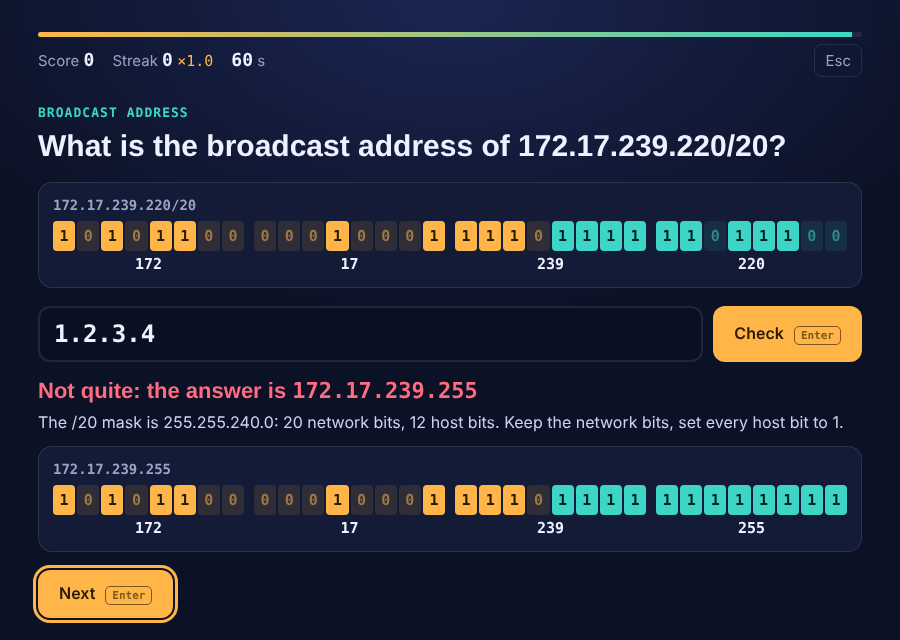 Score 0 Streak 0 ×1.0 60 s Esc
BROADCAST ADDRESS
What is the broadcast address of 172.17.239.220/20?
172.17.239.220/20
1 0 1 0 1 1 0 0 0 0 0 1 0 0 0 1 1 1 1 0 1 1 1 1 1 1 0 1 1 1 0 0
172 17 239 220
1.2.3.4 Check Enter
Not quite: the answer is 172.17.239.255
The /20 mask is 255.255.240.0: 20 network bits, 12 host bits. Keep the network bits, set every host bit to 1.
172.17.239.255
1 0 1 0 1 1 0 0 0 0 0 1 0 0 0 1 1 1 1 0 1 1 1 1 1 1 1 1 1 1 1 1
172 17 239 255
Next Enter